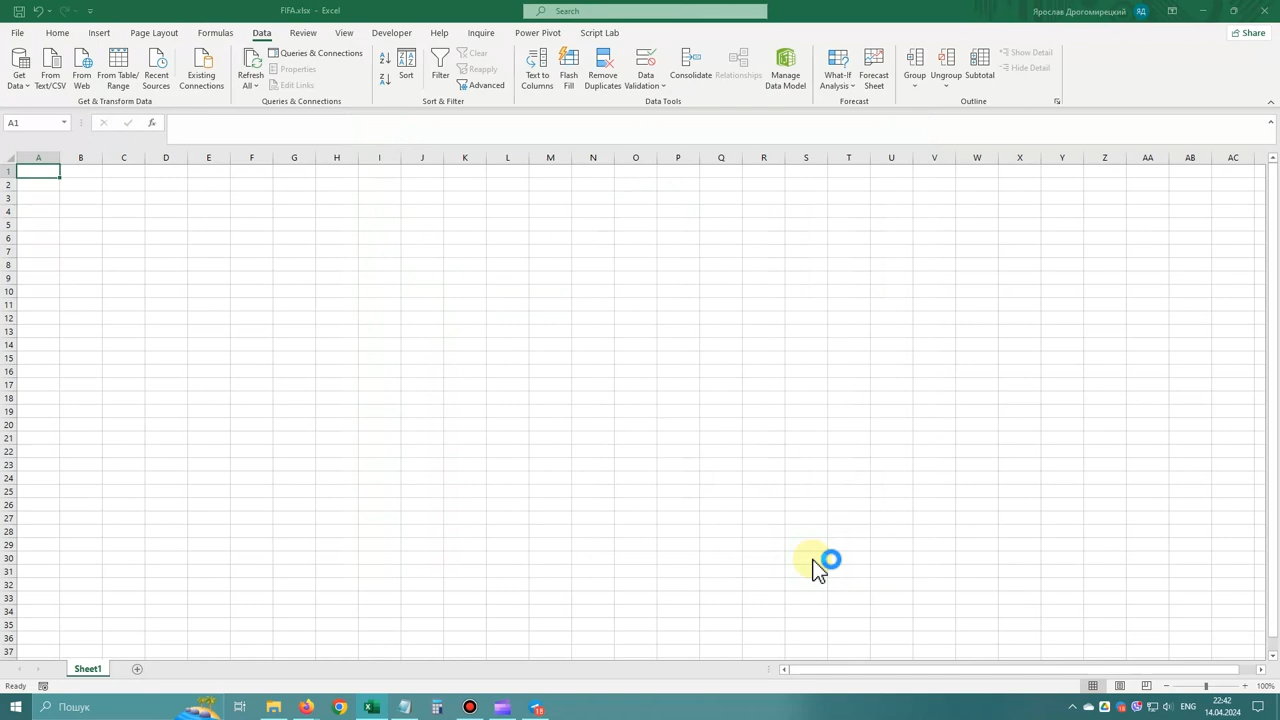 FIFA.xlsx - Excel
Search
Ярослав Дрогомирецкий ЯД
File Home Insert Page Layout Formulas Data Review View Developer Help Inquire Power Pivot Script Lab
Share
Get Data
From Text/CSV
From Web
From Table/ Range
Recent Sources
Existing Connections
Get & Transform Data
Refresh All
Queries & Connections
Properties
Edit Links
Queries & Connections
Sort
Filter
Clear
Reapply
Advanced
Sort & Filter
Text to Columns
Flash Fill
Remove Duplicates
Data Validation
Consolidate
Relationships
Manage Data Model
Data Tools
What-If Analysis
Forecast Sheet
Forecast
Group
Ungroup
Subtotal
Show Detail
Hide Detail
Outline
A1
fx
A B C D E F G H I J K L M N O P Q R S T U V W X Y Z AA AB AC
1
2
3
4
5
6
7
8
9
10
11
12
13
14
15
16
17
18
19
20
21
22
23
24
25
26
27
28
29
30
31
32
33
34
35
36
37
Sheet1
Ready
100%
Пошук
18
18
ENG
22:42
14.04.2024